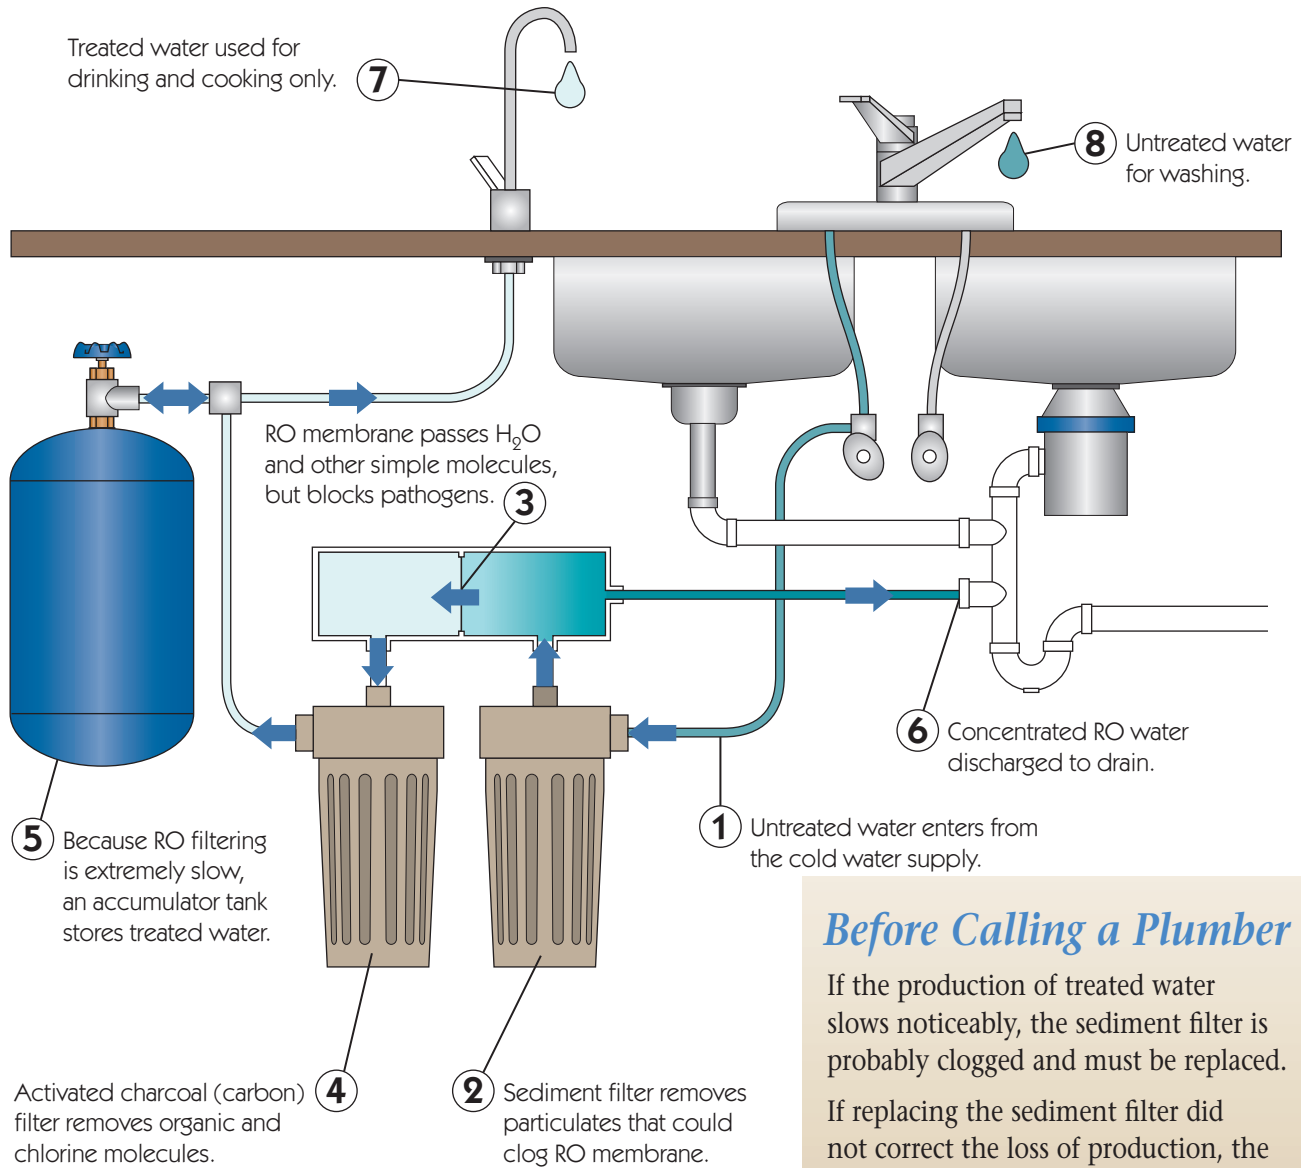 Treated water used for
drinking and cooking only.
7
8
Untreated water
for washing.
RO membrane passes H₂O
and other simple molecules,
but blocks pathogens.
3
6
Concentrated RO water
discharged to drain.
5
Because RO filtering
is extremely slow,
an accumulator tank
stores treated water.
1
Untreated water enters from
the cold water supply.
Activated charcoal (carbon)
filter removes organic and
chlorine molecules.
4
2
Sediment filter removes
particulates that could
clog RO membrane.
Before Calling a Plumber
If the production of treated water
slows noticeably, the sediment filter is
probably clogged and must be replaced.
If replacing the sediment filter did
not correct the loss of production, the